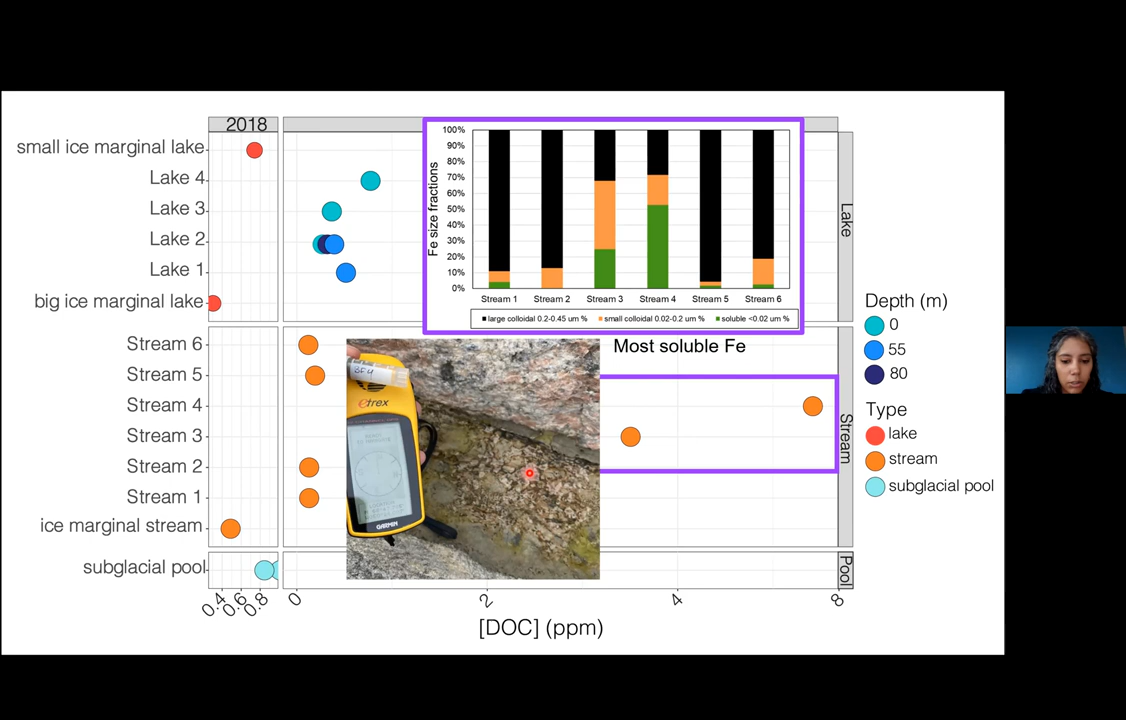 2018
small ice marginal lake
Lake 4
Lake 3
Lake 2
Lake 1
big ice marginal lake
Stream 6
Stream 5
Stream 4
Stream 3
Stream 2
Stream 1
ice marginal stream
subglacial pool
0.4 0.6 0.8
0 2 4 8
[DOC] (ppm)
Lake
Stream
Pool
Fe size fractions
100%
90%
80%
70%
60%
50%
40%
30%
20%
10%
0%
Stream 1 Stream 2 Stream 3 Stream 4 Stream 5 Stream 6
large colloidal 0.2-0.45 um % small colloidal 0.02-0.2 um % soluble <0.02 um %
Most soluble Fe
etrex
GARMIN
Depth (m)
0
55
80
Type
lake
stream
subglacial pool